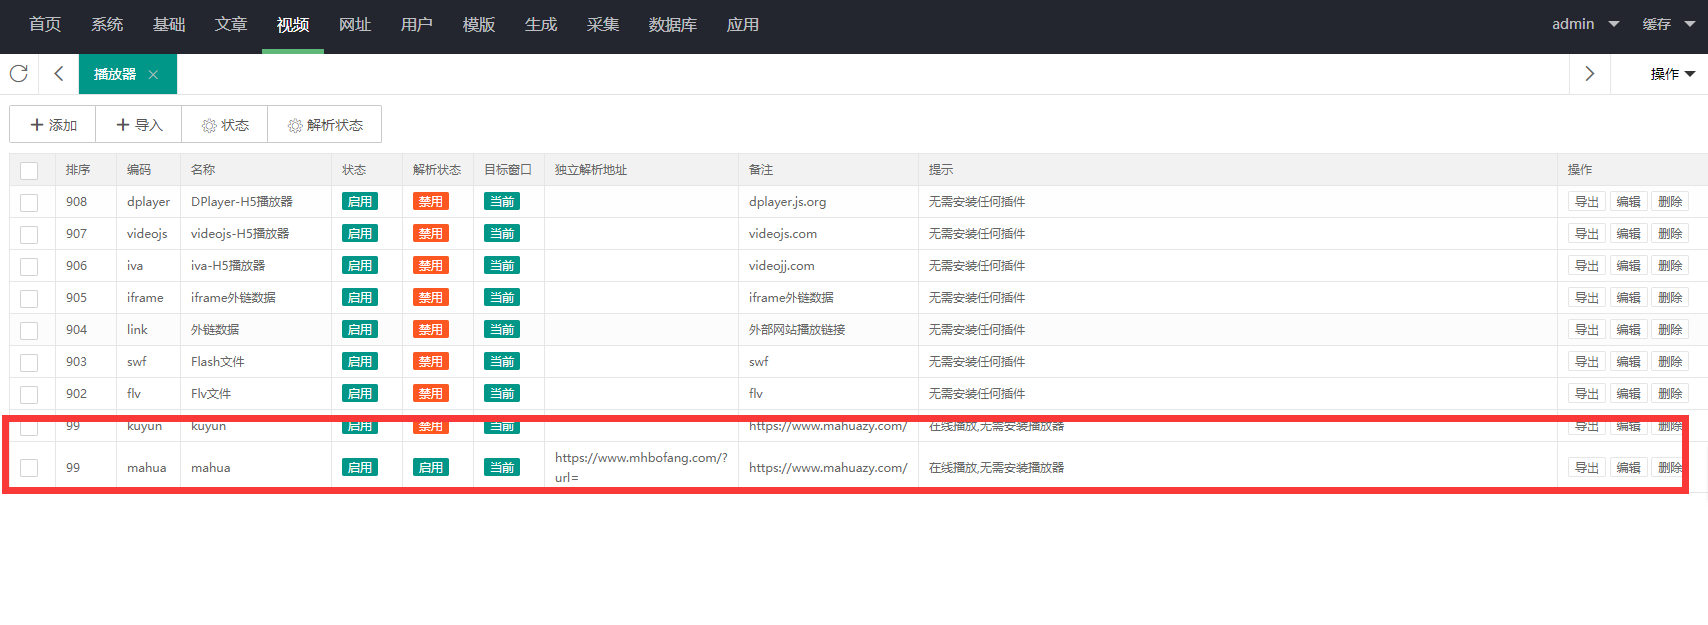 首页 系统 基础 文章 视频 网址 用户 模版 生成 采集 数据库 应用 admin 缓存
播放器 操作
添加 导入 状态 解析状态
排序 编码 名称 状态 解析状态 目标窗口 独立解析地址 备注 提示 操作
908 dplayer DPlayer-H5播放器 启用 禁用 当前 dplayer.js.org 无需安装任何插件 导出 编辑 删除
907 videojs videojs-H5播放器 启用 禁用 当前 videojs.com 无需安装任何插件 导出 编辑 删除
906 iva iva-H5播放器 启用 禁用 当前 videojj.com 无需安装任何插件 导出 编辑 删除
905 iframe iframe外链数据 启用 禁用 当前 iframe外链数据 无需安装任何插件 导出 编辑 删除
904 link 外链数据 启用 禁用 当前 外部网站播放链接 无需安装任何插件 导出 编辑 删除
903 swf Flash文件 启用 禁用 当前 swf 无需安装任何插件 导出 编辑 删除
902 flv Flv文件 启用 禁用 当前 flv 无需安装任何插件 导出 编辑 删除
99 kuyun kuyun 启用 禁用 当前 https://www.mahuazy.com/ 在线播放,无需安装播放器 导出 编辑 删除
99 mahua mahua 启用 启用 当前 https://www.mhbofang.com/? https://www.mahuazy.com/ 在线播放,无需安装播放器 导出 编辑 删除
url=